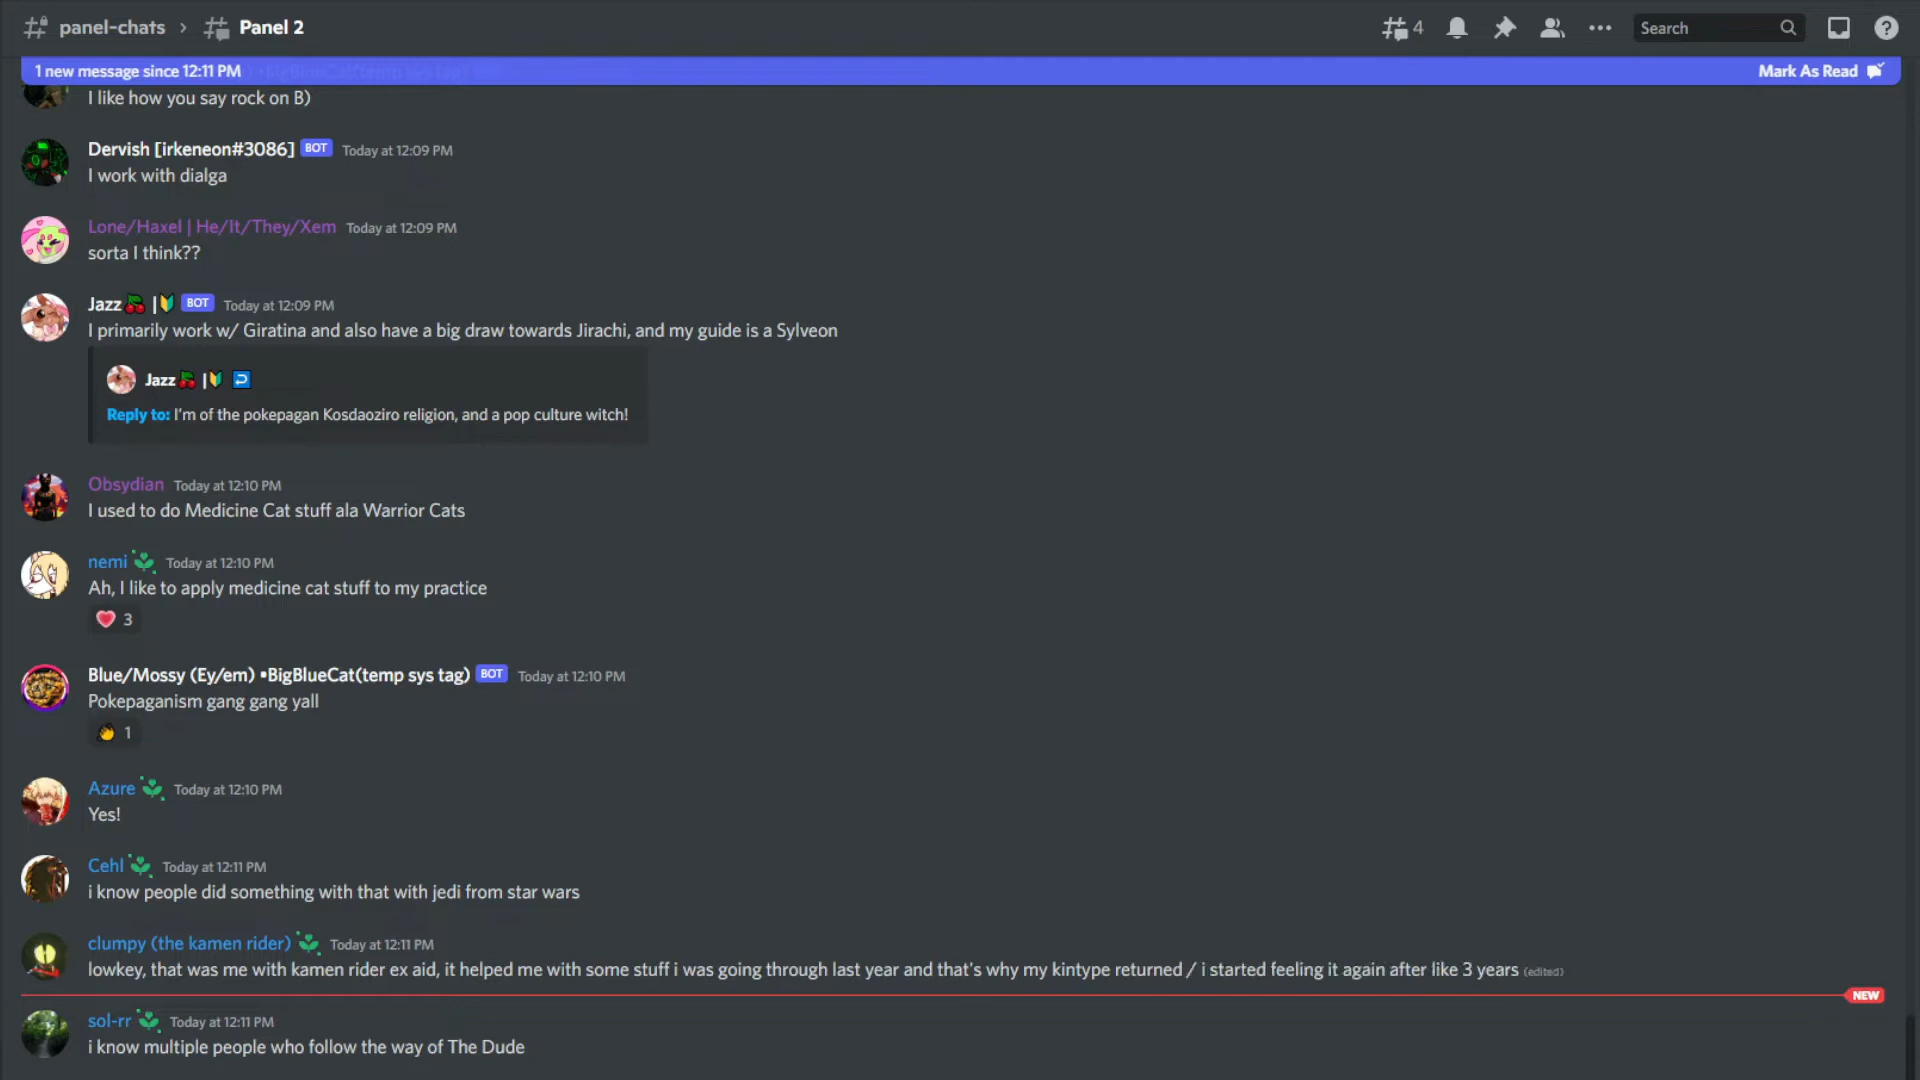 panel-chats › Panel 2
4
Search
1 new message since 12:11 PM
Mark As Read
I like how you say rock on B)
Dervish [irkeneon#3086] BOT Today at 12:09 PM
I work with dialga
Lone/Haxel | He/It/They/Xem Today at 12:09 PM
sorta I think??
Jazz🍒 |🔰 BOT Today at 12:09 PM
I primarily work w/ Giratina and also have a big draw towards Jirachi, and my guide is a Sylveon
Jazz🍒 |🔰
Reply to: I'm of the pokepagan Kosdaoziro religion, and a pop culture witch!
Obsydian Today at 12:10 PM
I used to do Medicine Cat stuff ala Warrior Cats
nemi Today at 12:10 PM
Ah, I like to apply medicine cat stuff to my practice
3
Blue/Mossy (Ey/em) •BigBlueCat(temp sys tag) BOT Today at 12:10 PM
Pokepaganism gang gang yall
1
Azure Today at 12:10 PM
Yes!
Cehl Today at 12:11 PM
i know people did something with that with jedi from star wars
clumpy (the kamen rider) Today at 12:11 PM
lowkey, that was me with kamen rider ex aid, it helped me with some stuff i was going through last year and that's why my kintype returned / i started feeling it again after like 3 years (edited)
NEW
sol-rr Today at 12:11 PM
i know multiple people who follow the way of The Dude